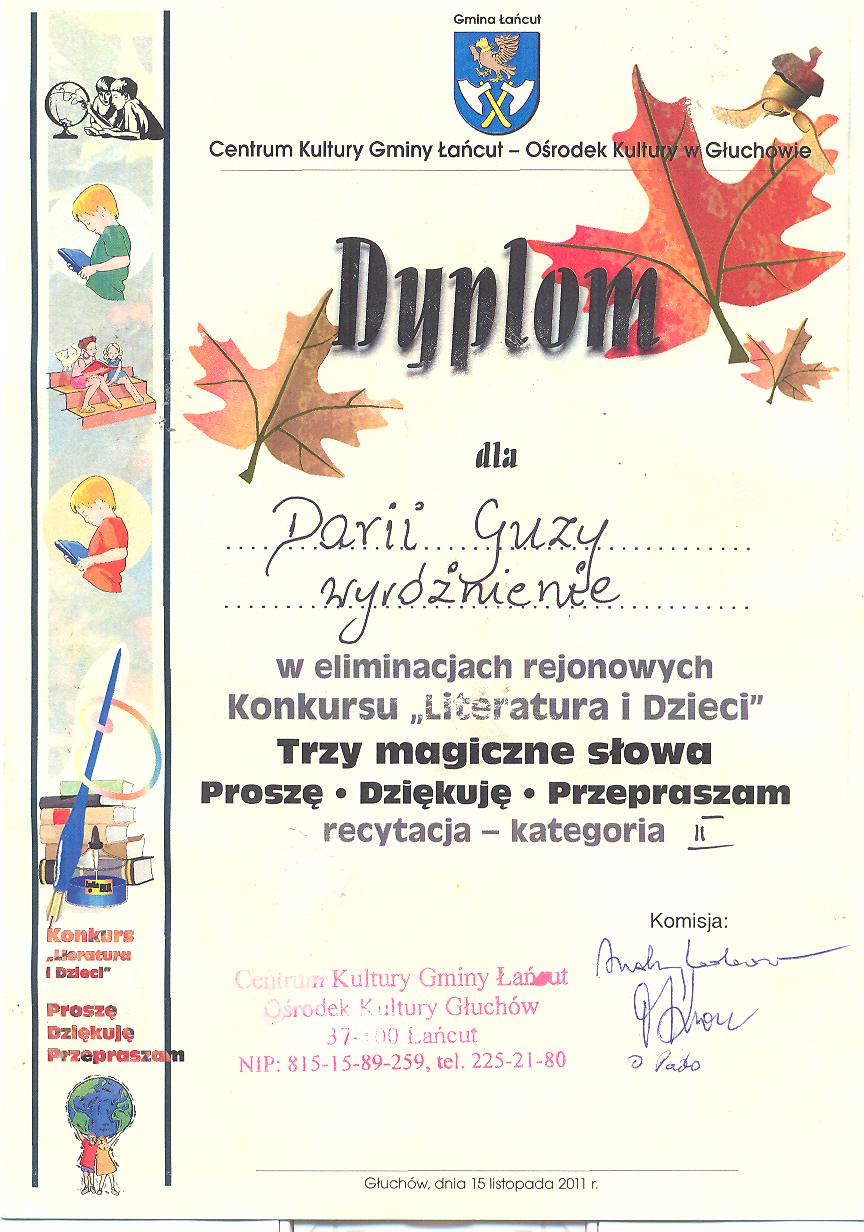 Gmina Łańcut
Centrum Kultury Gminy Łańcut – Ośrodek Kultury w Głuchowie
Dyplom
dla
Darii Guzy
wyróżnienie
w eliminacjach rejonowych
Konkursu „Literatura i Dzieci”
Trzy magiczne słowa
Proszę • Dziękuję • Przepraszam
recytacja – kategoria II
Konkurs
„Literatura
i Dzieci”
Proszę
Dziękuję
Przepraszam
Komisja:
Centrum Kultury Gminy Łańcut
Ośrodek Kultury Głuchów
37-100 Łańcut
NIP: 815-15-89-259, tel. 225-21-80
Głuchów, dnia 15 listopada 2011 r.